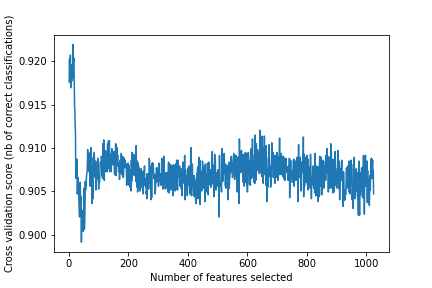 Cross validation score (nb of correct classifications)
0.920
0.915
0.910
0.905
0.900
0 200 400 600 800 1000
Number of features selected